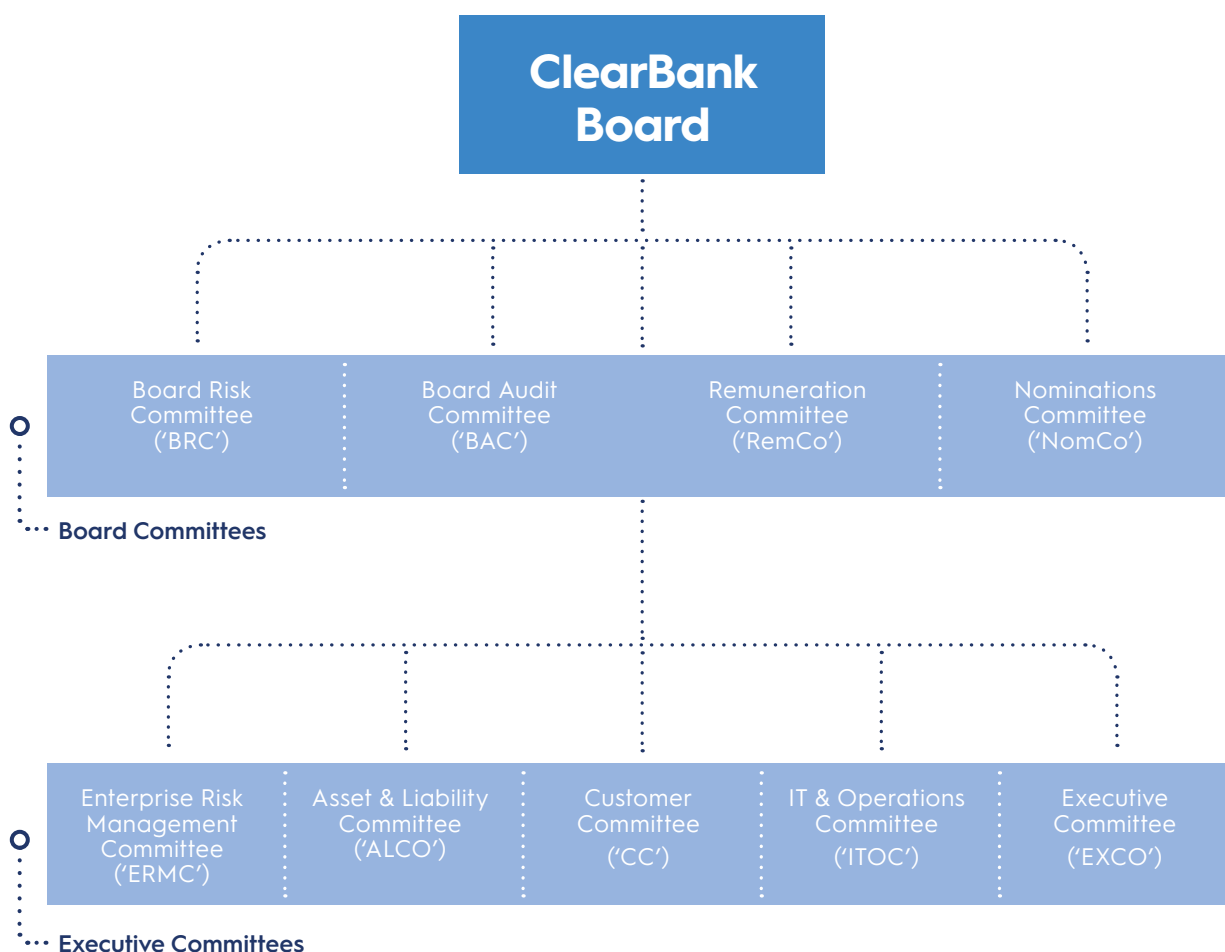 ClearBank
Board
Board Risk
Committee
(‘BRC’)
Board Audit
Committee
(‘BAC’)
Remuneration
Committee
(‘RemCo’)
Nominations
Committee
(‘NomCo’)
Board Committees
Enterprise Risk
Management
Committee
(‘ERMC’)
Asset & Liability
Committee
(‘ALCO’)
Customer
Committee
(‘CC’)
IT & Operations
Committee
(‘ITOC’)
Executive
Committee
(‘EXCO’)
Executive Committees